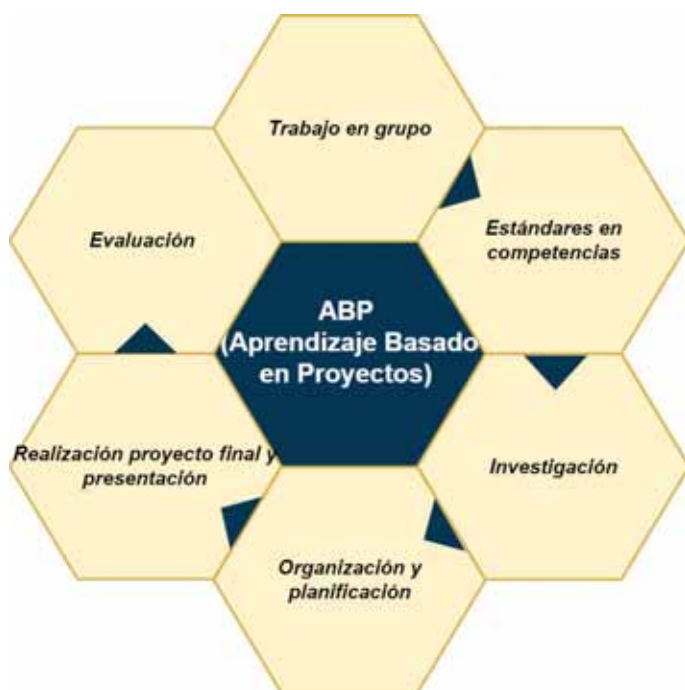 Trabajo en grupo
Estándares en
competencias
Evaluación
ABP
(Aprendizaje Basado
en Proyectos)
Realización proyecto final y
presentación
Investigación
Organización y
planificación